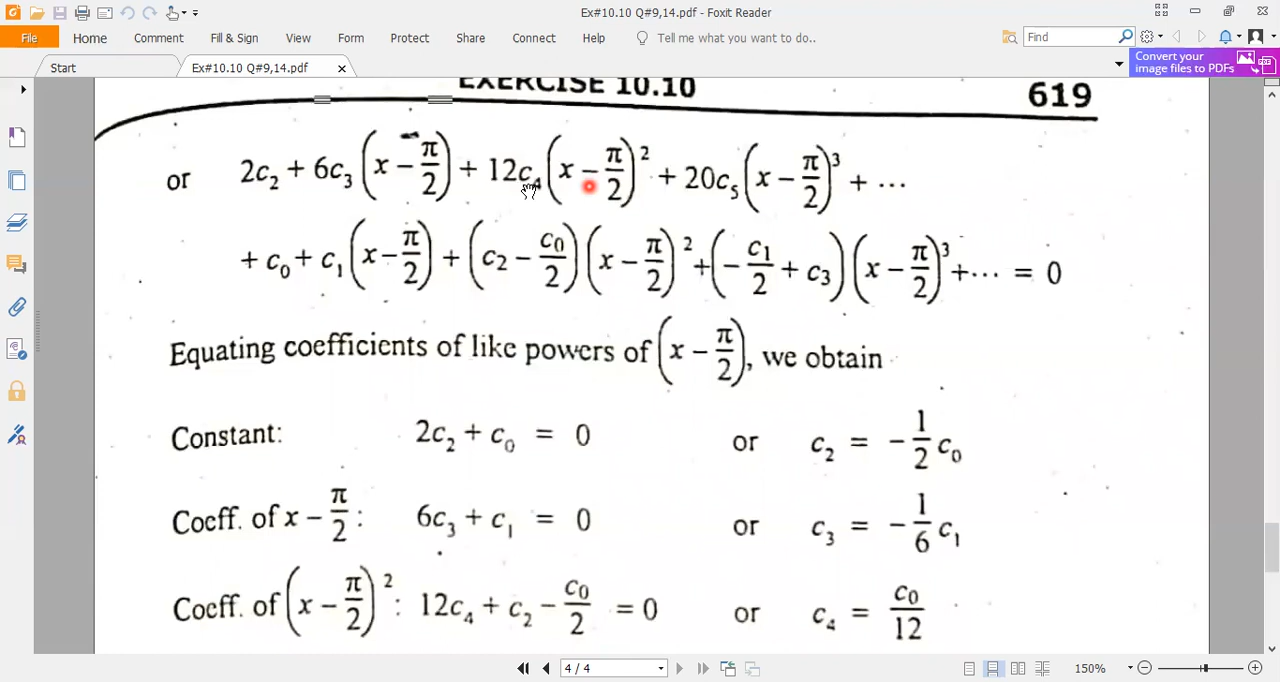 Ex#10.10 Q#9,14.pdf - Foxit Reader
File Home Comment Fill & Sign View Form Protect Share Connect Help Tell me what you want to do.. Find
Start Ex#10.10 Q#9,14.pdf Convert your
image files to PDFs
EXERCISE 10.10 619
or 2c₂ + 6c₃ (x − π/2) + 12c₄ (x − π/2)² + 20c₅ (x − π/2)³ + ...
+ c₀ + c₁ (x − π/2) + (c₂ − c₀/2) (x − π/2)² + (− c₁/2 + c₃) (x − π/2)³ + ... = 0
Equating coefficients of like powers of (x − π/2), we obtain
Constant: 2c₂ + c₀ = 0 or c₂ = − 1/2 c₀
Coeff. of x − π/2 : 6c₃ + c₁ = 0 or c₃ = − 1/6 c₁
Coeff. of (x − π/2)² : 12c₄ + c₂ − c₀/2 = 0 or c₄ = c₀/12
4 / 4 150%